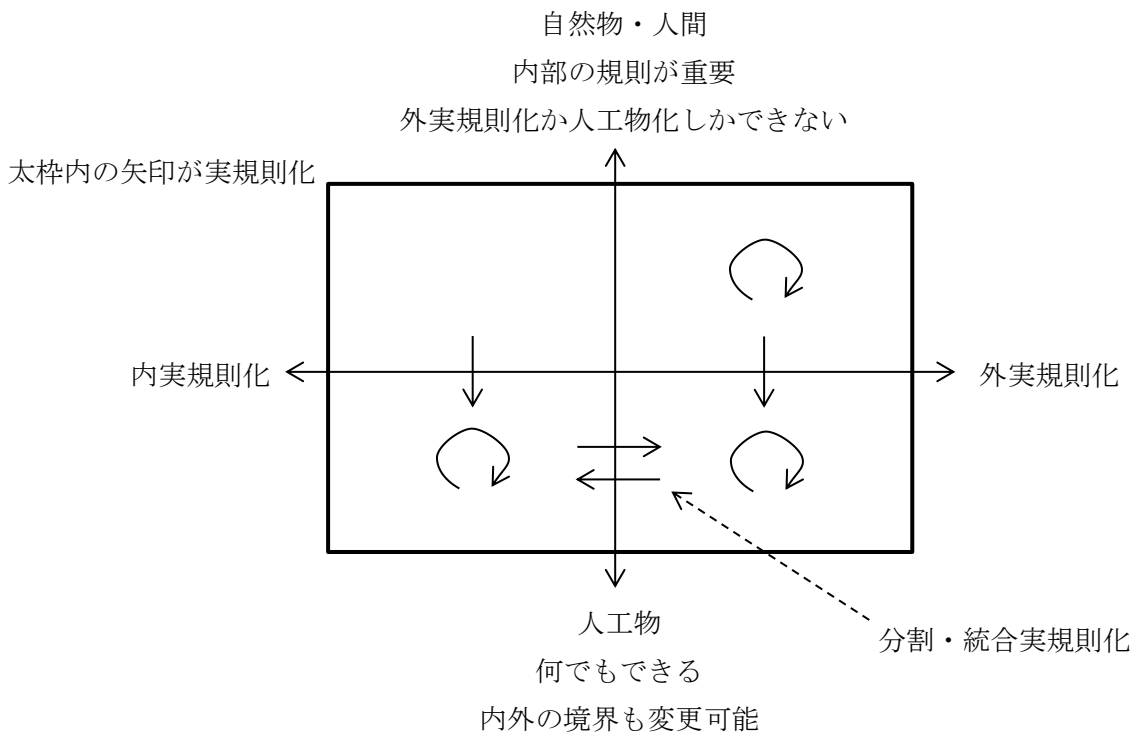 自然物・人間
内部の規則が重要
外実規則化か人工物化しかできない
太枠内の矢印が実規則化
内実規則化
外実規則化
人工物
何でもできる
内外の境界も変更可能
分割・統合実規則化